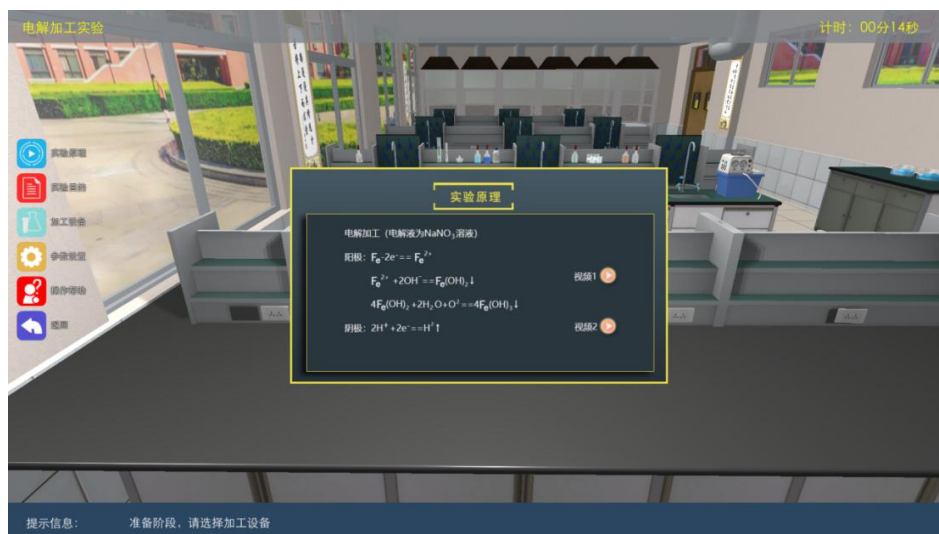 电解加工实验
计时：00分14秒
实验原理
实验目的
加工设备
参数设置
操作帮助
返回
实验原理
电解加工（电解液为NaNO₃溶液）
阳极：Fe-2e⁻== Fe²⁺
Fe²⁺ +2OH⁻==Fe(OH)₂↓
视频1
4Fe(OH)₂ +2H₂O+O² ==4Fe(OH)₃↓
阴极：2H⁺ +2e⁻==H²↑
视频2
提示信息：
准备阶段，请选择加工设备